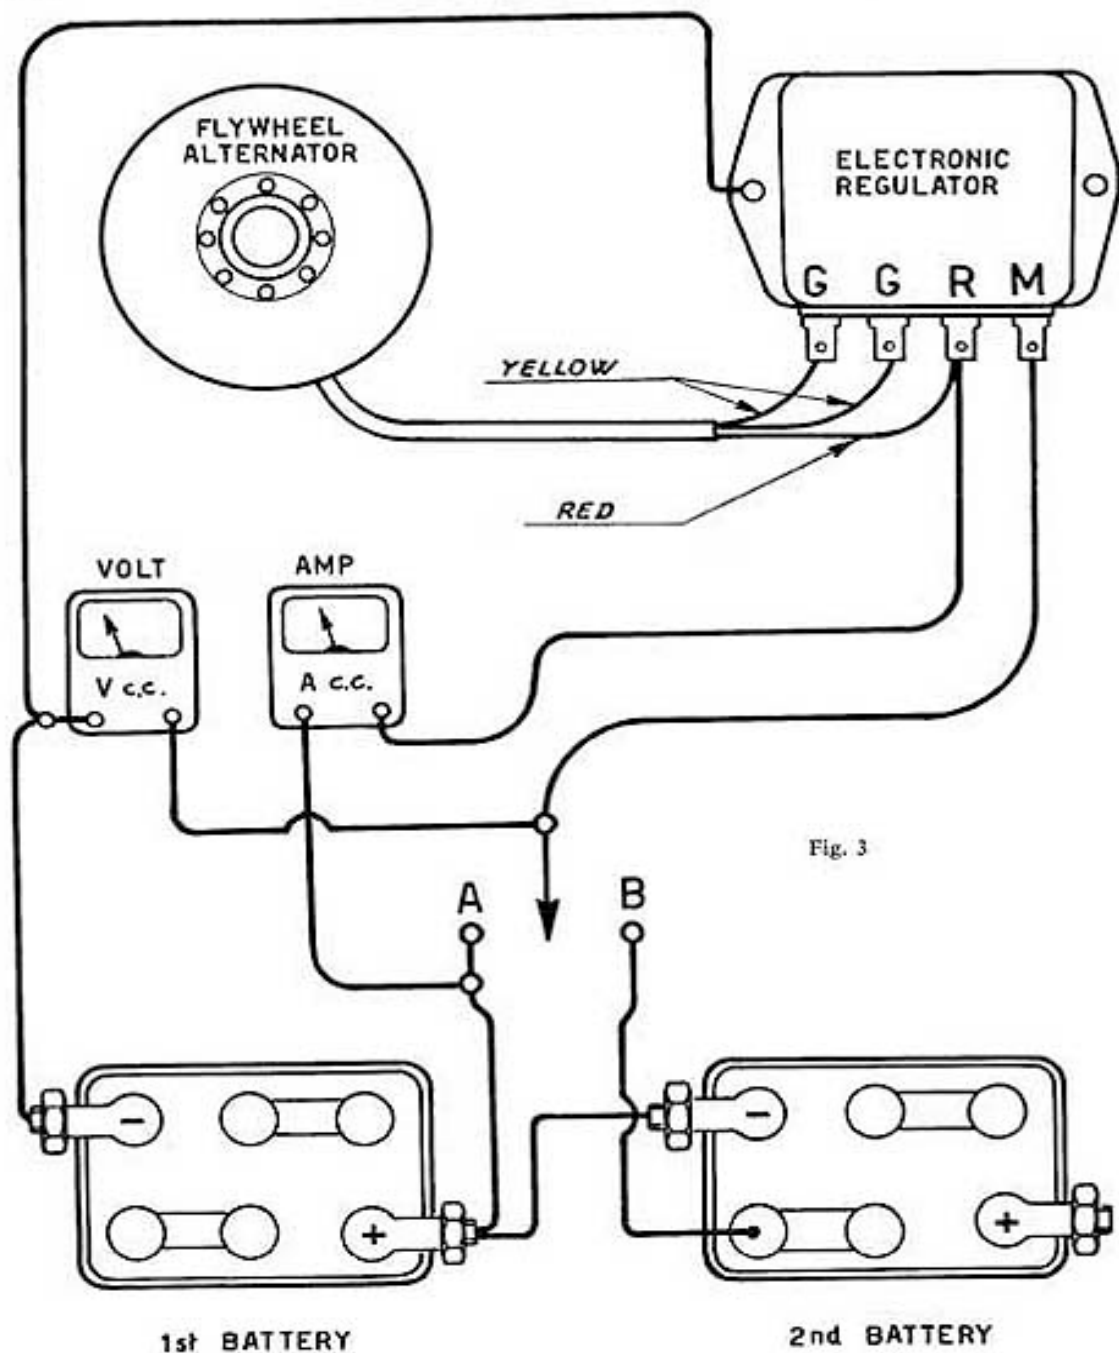 FLYWHEEL
ALTERNATOR
ELECTRONIC
REGULATOR
G G R M
YELLOW
RED
VOLT
AMP
V c.c.
A c.c.
Fig. 3
A
B
-
-
+
+
1st BATTERY
2nd BATTERY